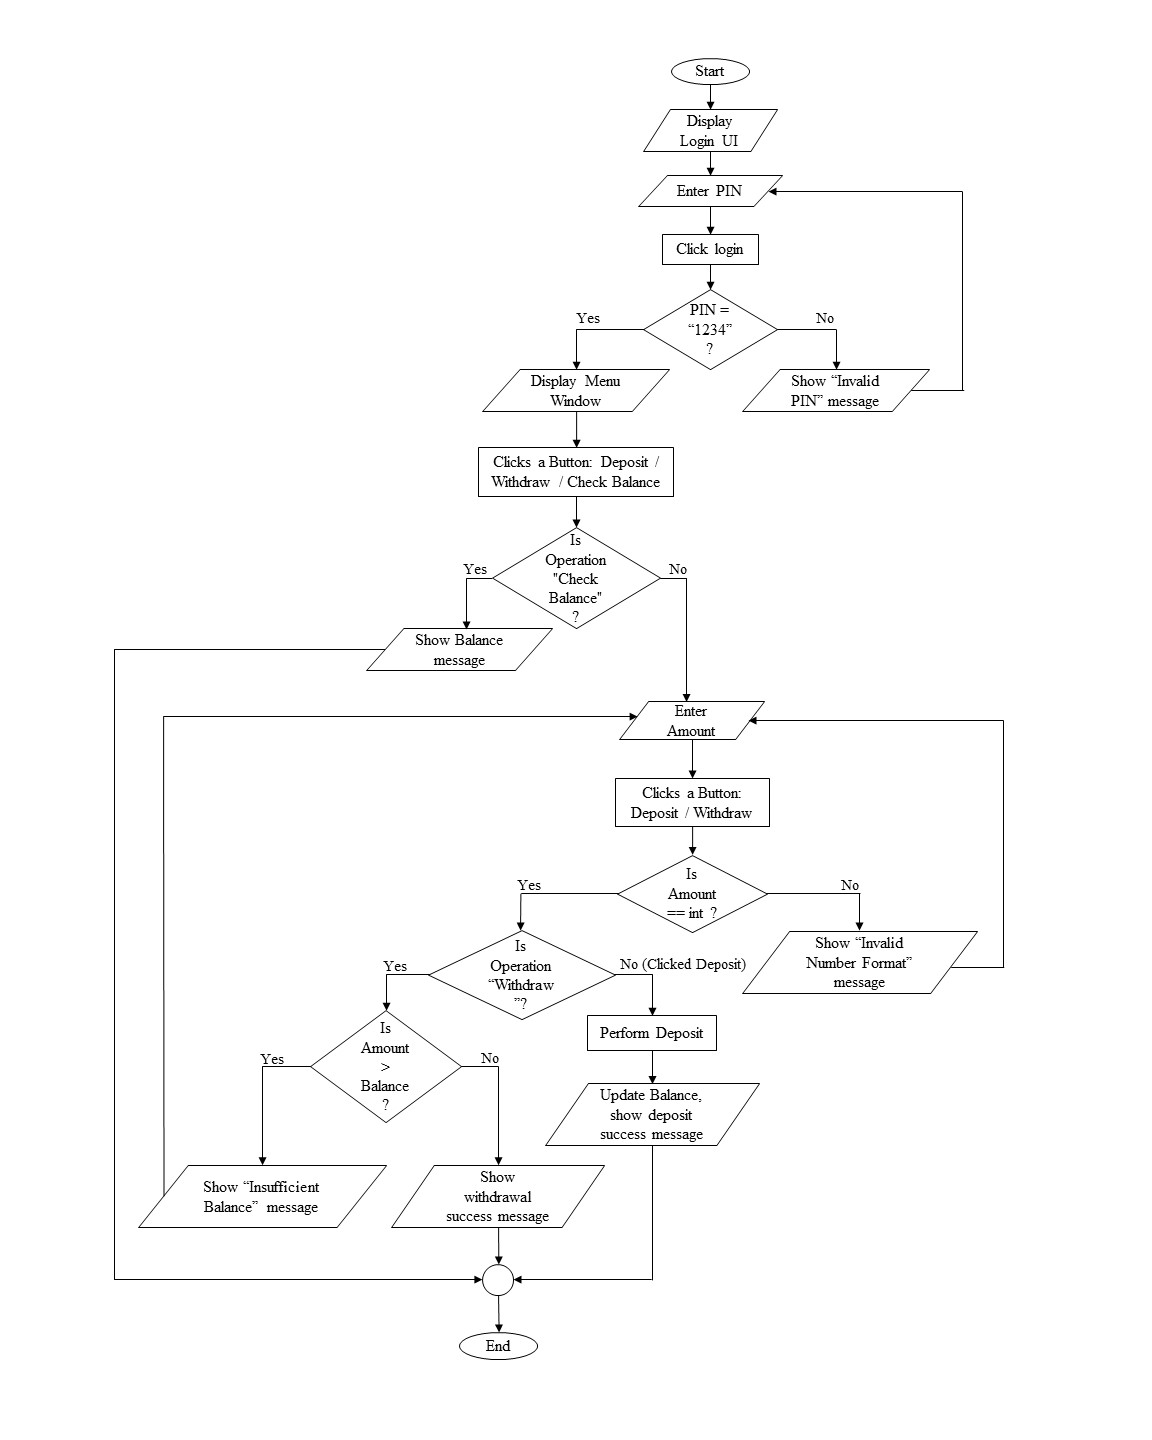 Start
Display
Login UI
Enter PIN
Click login
PIN =
“1234”
?
Yes
No
Display Menu
Window
Show “Invalid
PIN” message
Clicks a Button: Deposit /
Withdraw / Check Balance
Is
Operation
"Check
Balance"
?
Yes
No
Show Balance
message
Enter
Amount
Clicks a Button:
Deposit / Withdraw
Is
Amount
== int ?
Yes
No
Show “Invalid
Number Format”
message
Is
Operation
“Withdraw
”?
Yes
No (Clicked Deposit)
Perform Deposit
Is
Amount
>
Balance
?
Yes
No
Update Balance,
show deposit
success message
Show “Insufficient
Balance” message
Show
withdrawal
success message
End